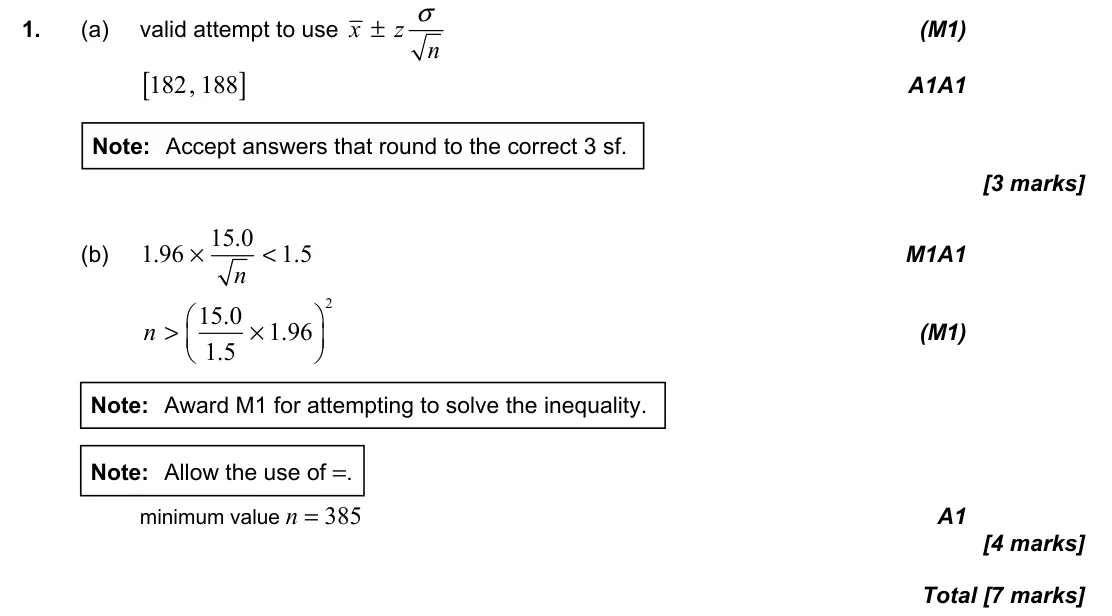 1. (a) valid attempt to use x̄ ± z σ/√n (M1)
[182, 188] A1A1
Note: Accept answers that round to the correct 3 sf.
[3 marks]
(b) 1.96 × 15.0/√n < 1.5 M1A1
n > (15.0/1.5 × 1.96)² (M1)
Note: Award M1 for attempting to solve the inequality.
Note: Allow the use of =.
minimum value n = 385 A1
[4 marks]
Total [7 marks]